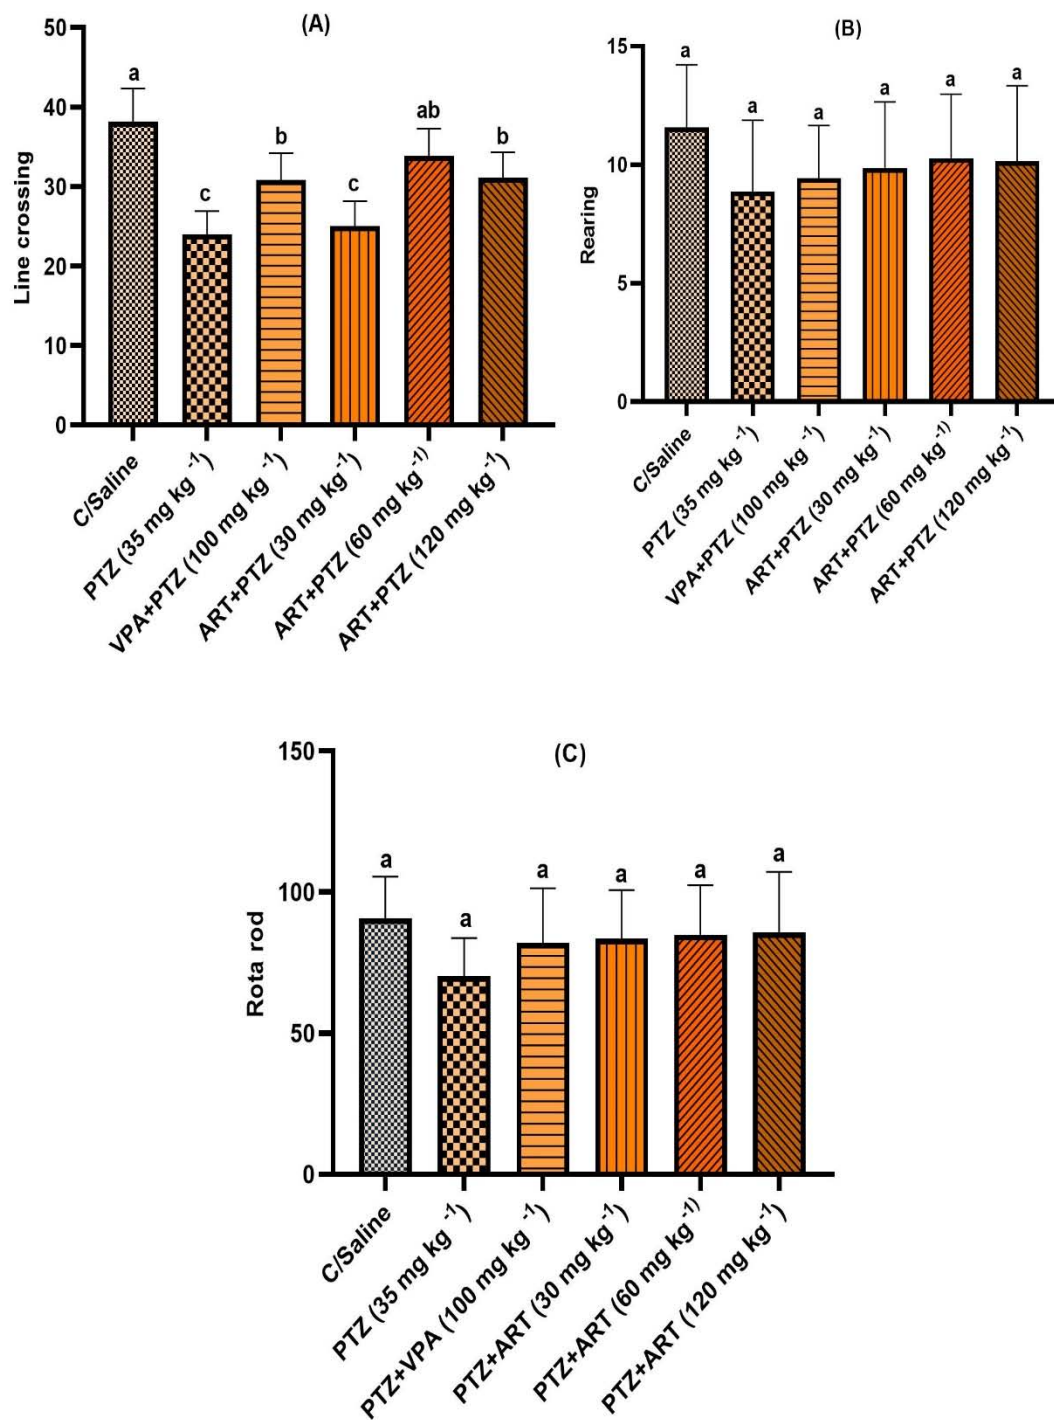 (A)
Line crossing
50
40
30
20
10
0
a
c
b
c
ab
b
C/Saline
PTZ (35 mg kg ⁻¹)
VPA+PTZ (100 mg kg ⁻¹)
ART+PTZ (30 mg kg ⁻¹)
ART+PTZ (60 mg kg ⁻¹⁾
ART+PTZ (120 mg kg ⁻¹)
(B)
Rearing
15
10
5
0
a
a
a
a
a
a
C/Saline
PTZ (35 mg kg ⁻¹)
VPA+PTZ (100 mg kg ⁻¹)
ART+PTZ (30 mg kg ⁻¹)
ART+PTZ (60 mg kg ⁻¹⁾
ART+PTZ (120 mg kg ⁻¹)
(C)
Rota rod
150
100
50
0
a
a
a
a
a
a
C/Saline
PTZ (35 mg kg ⁻¹)
PTZ+VPA (100 mg kg ⁻¹)
PTZ+ART (30 mg kg ⁻¹)
PTZ+ART (60 mg kg ⁻¹⁾
PTZ+ART (120 mg kg ⁻¹)